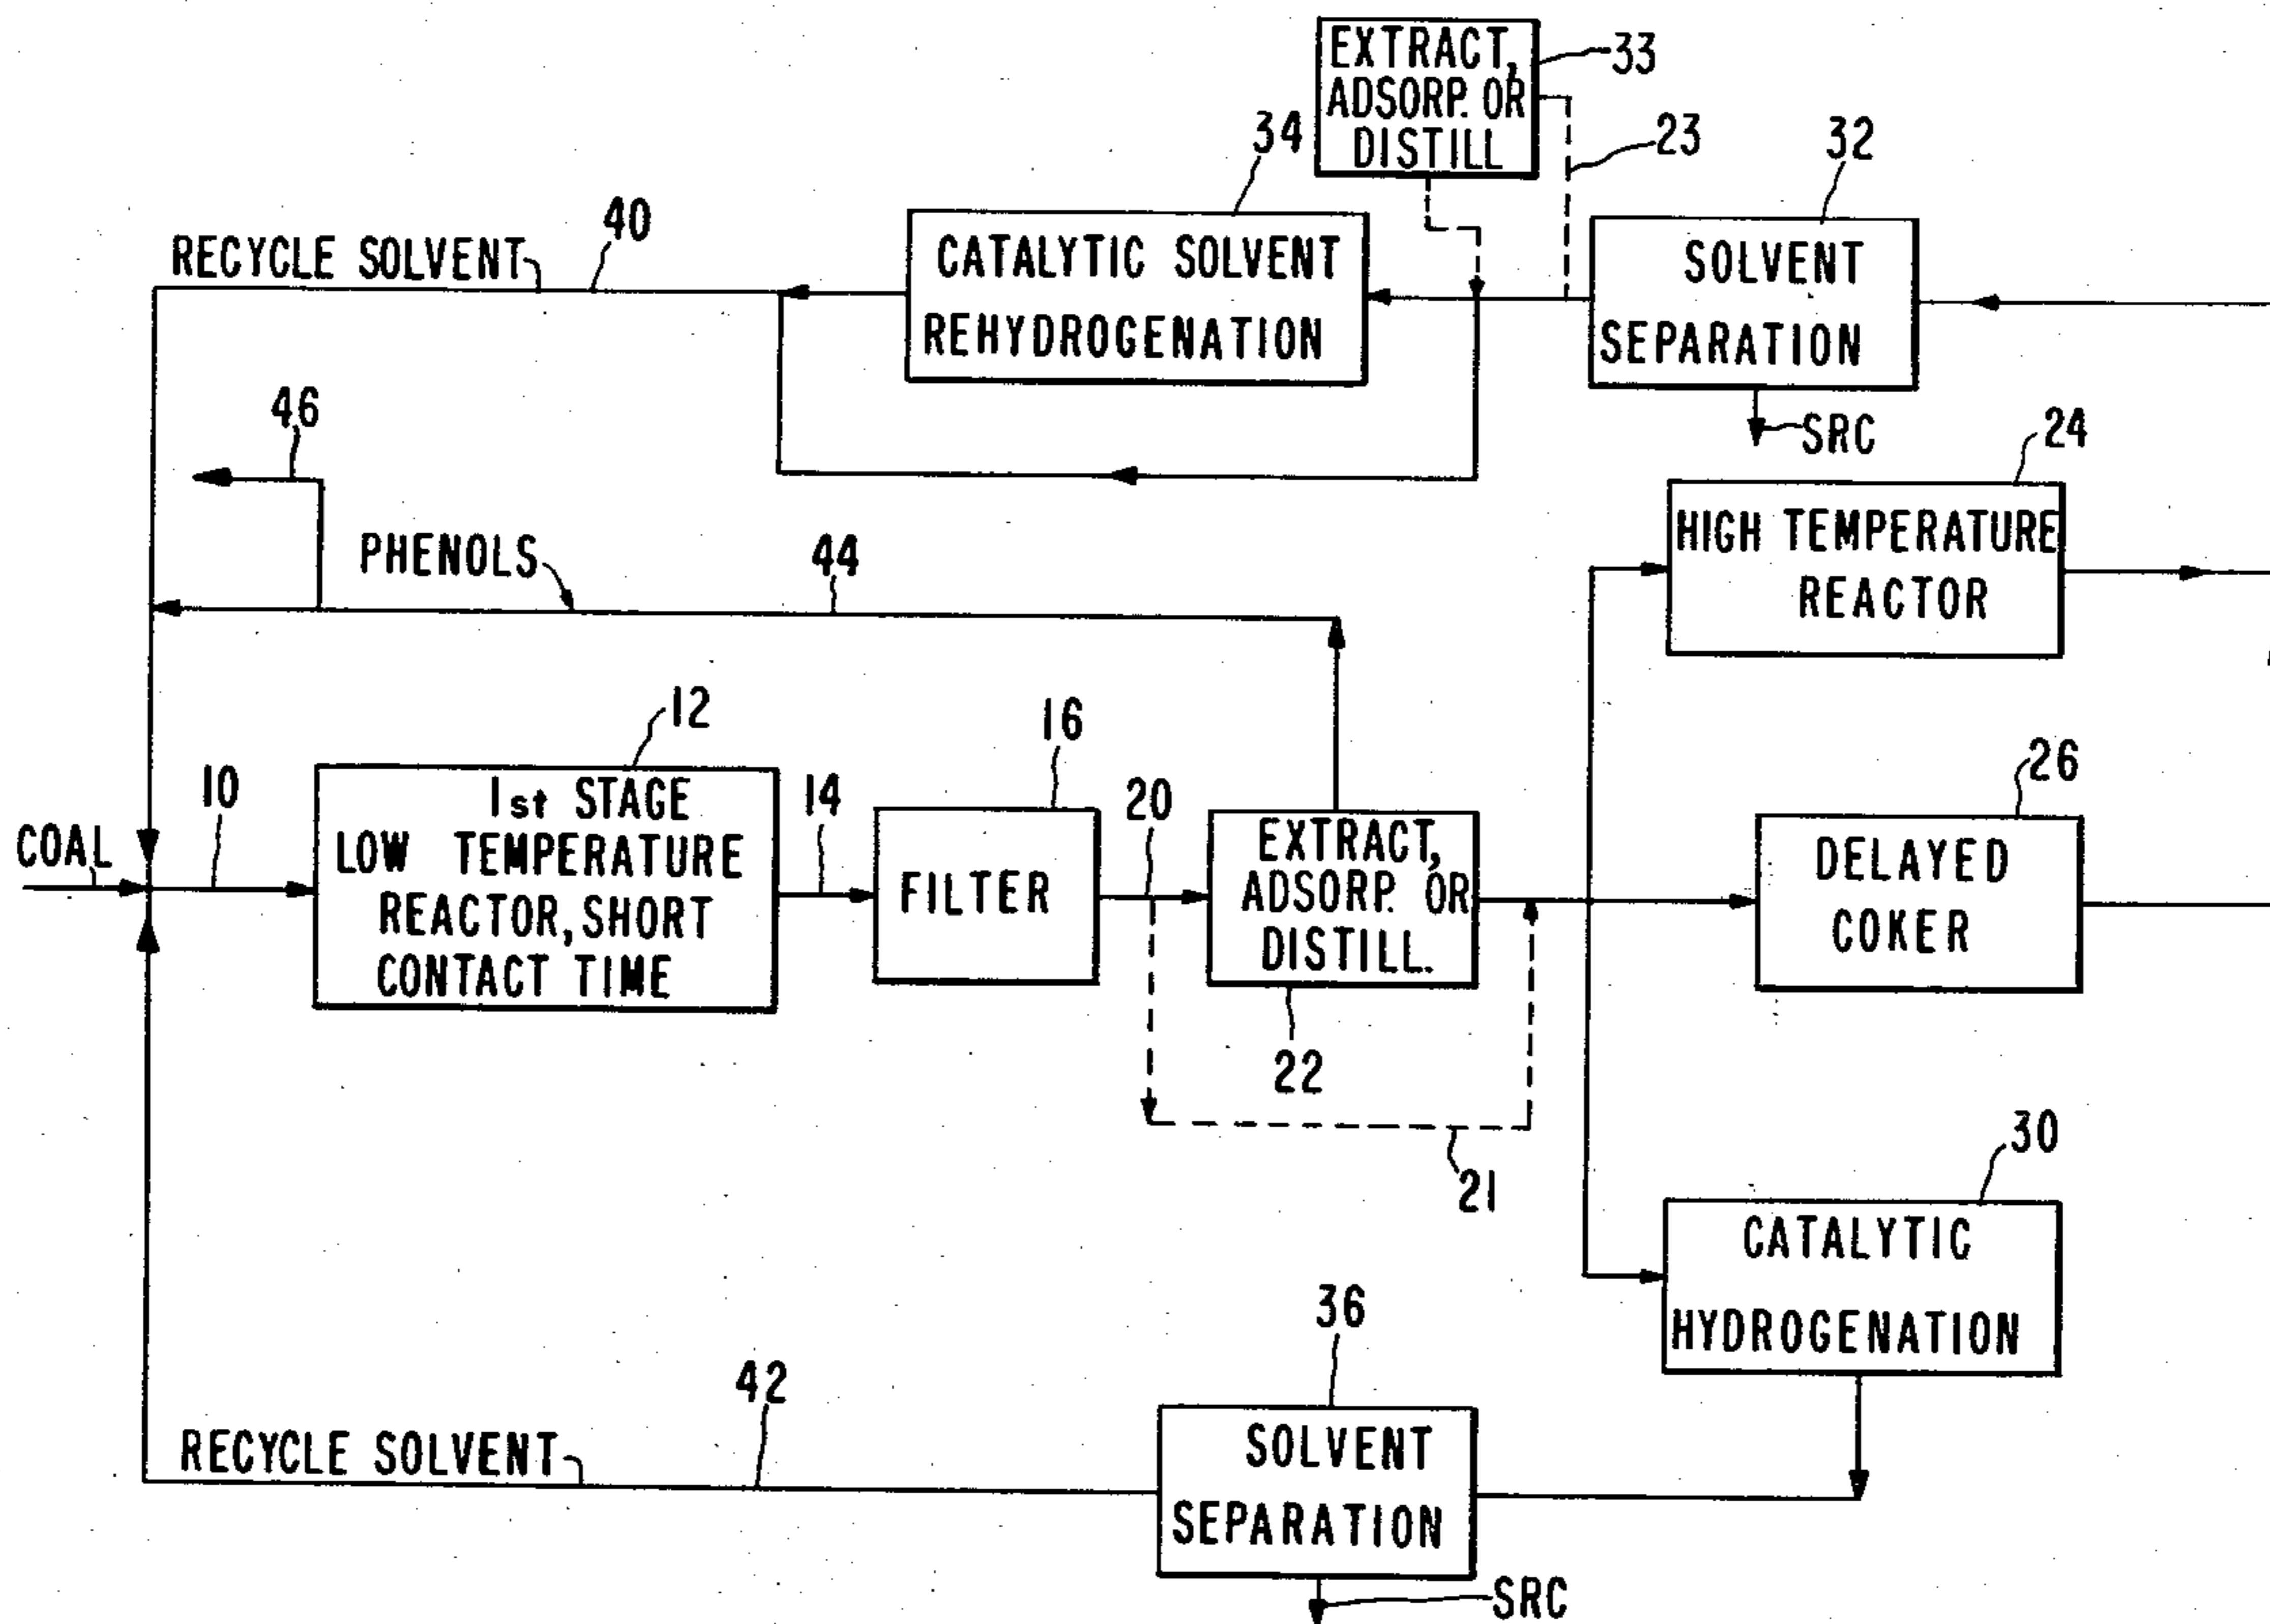 EXTRACT,
ADSORP. OR
DISTILL
33
23
34
32
RECYCLE SOLVENT
40
CATALYTIC SOLVENT
REHYDROGENATION
SOLVENT
SEPARATION
SRC
46
24
HIGH TEMPERATURE
REACTOR
PHENOLS
44
12
16
10
14
20
26
COAL
1st STAGE
LOW TEMPERATURE
REACTOR, SHORT
CONTACT TIME
FILTER
EXTRACT,
ADSORP. OR
DISTILL.
DELAYED
COKER
22
21
30
CATALYTIC
HYDROGENATION
36
42
RECYCLE SOLVENT
SOLVENT
SEPARATION
SRC